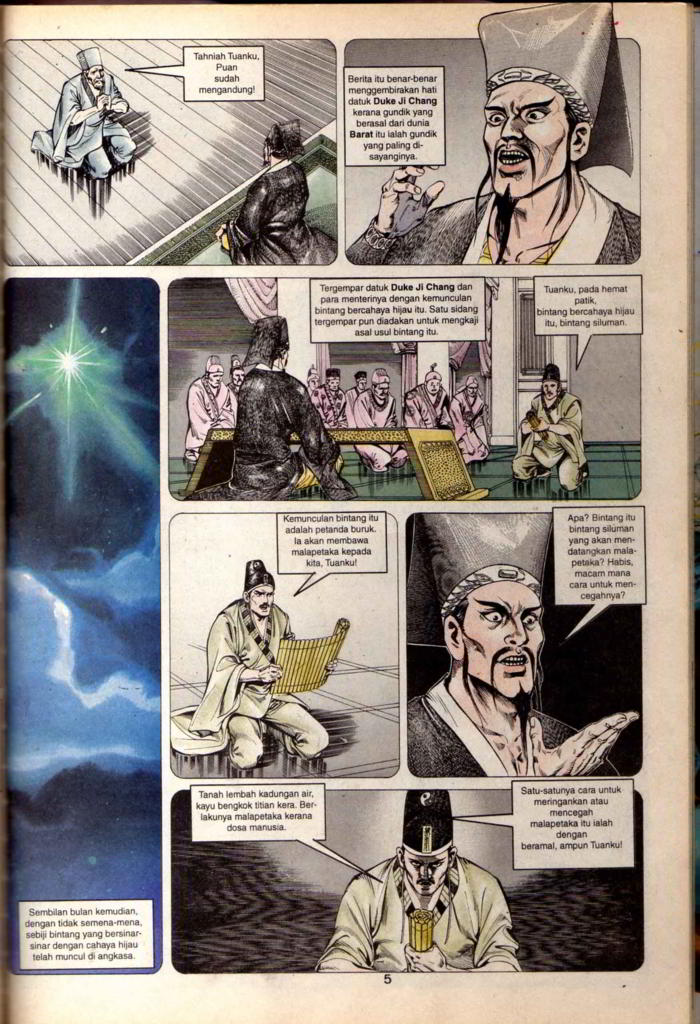 Tahniah Tuanku,
Puan
sudah
mengandung!
Berita itu benar-benar
menggembirakan hati
datuk Duke Ji Chang
kerana gundik yang
berasal dari dunia
Barat itu ialah gundik
yang paling di-
sayanginya.
Sembilan bulan kemudian,
dengan tidak semena-mena,
sebiji bintang yang bersinar-
sinar dengan cahaya hijau
telah muncul di angkasa.
Tergempar datuk Duke Ji Chang dan
para menterinya dengan kemunculan
bintang bercahaya hijau itu. Satu sidang
tergempar pun diadakan untuk mengkaji
asal usul bintang itu.
Tuanku, pada hemat
patik,
bintang bercahaya hijau
itu, bintang siluman.
Kemunculan bintang itu
adalah petanda buruk.
Ia akan membawa
malapetaka kepada
kita, Tuanku!
Apa? Bintang itu
bintang siluman
yang akan men-
datangkan mala-
petaka? Habis,
macam mana
cara untuk men-
cegahnya?
Tanah lembah kadungan air,
kayu bengkok titian kera. Ber-
lakunya malapetaka kerana
dosa manusia.
Satu-satunya cara untuk
meringankan atau
mencegah
malapetaka itu ialah
dengan
beramal, ampun Tuanku!
5